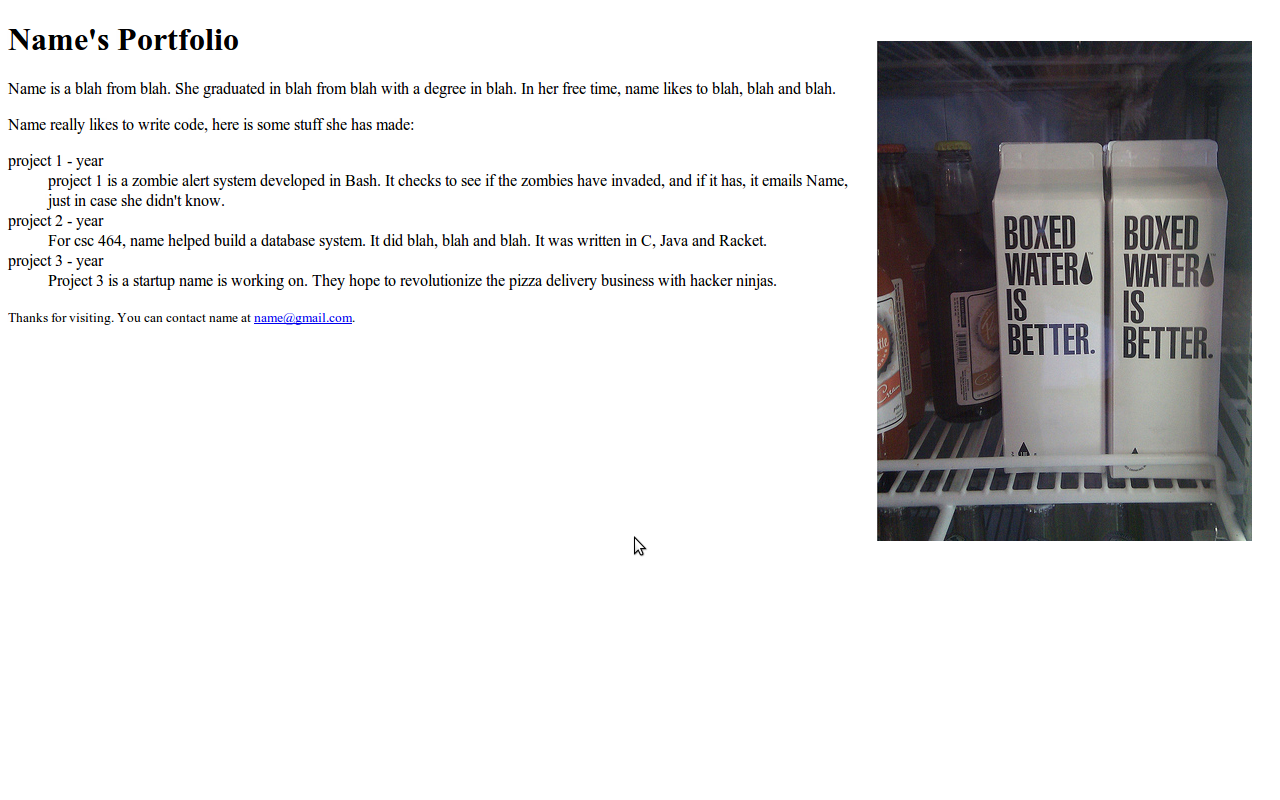 Name's Portfolio
Name is a blah from blah. She graduated in blah from blah with a degree in blah. In her free time, name likes to blah, blah and blah.
Name really likes to write code, here is some stuff she has made:
project 1 - year
project 1 is a zombie alert system developed in Bash. It checks to see if the zombies have invaded, and if it has, it emails Name,
just in case she didn't know.
project 2 - year
For csc 464, name helped build a database system. It did blah, blah and blah. It was written in C, Java and Racket.
project 3 - year
Project 3 is a startup name is working on. They hope to revolutionize the pizza delivery business with hacker ninjas.
Thanks for visiting. You can contact name at name@gmail.com.
BOXED
WATER
IS
BETTER.
BOXED
WATER
IS
BETTER.